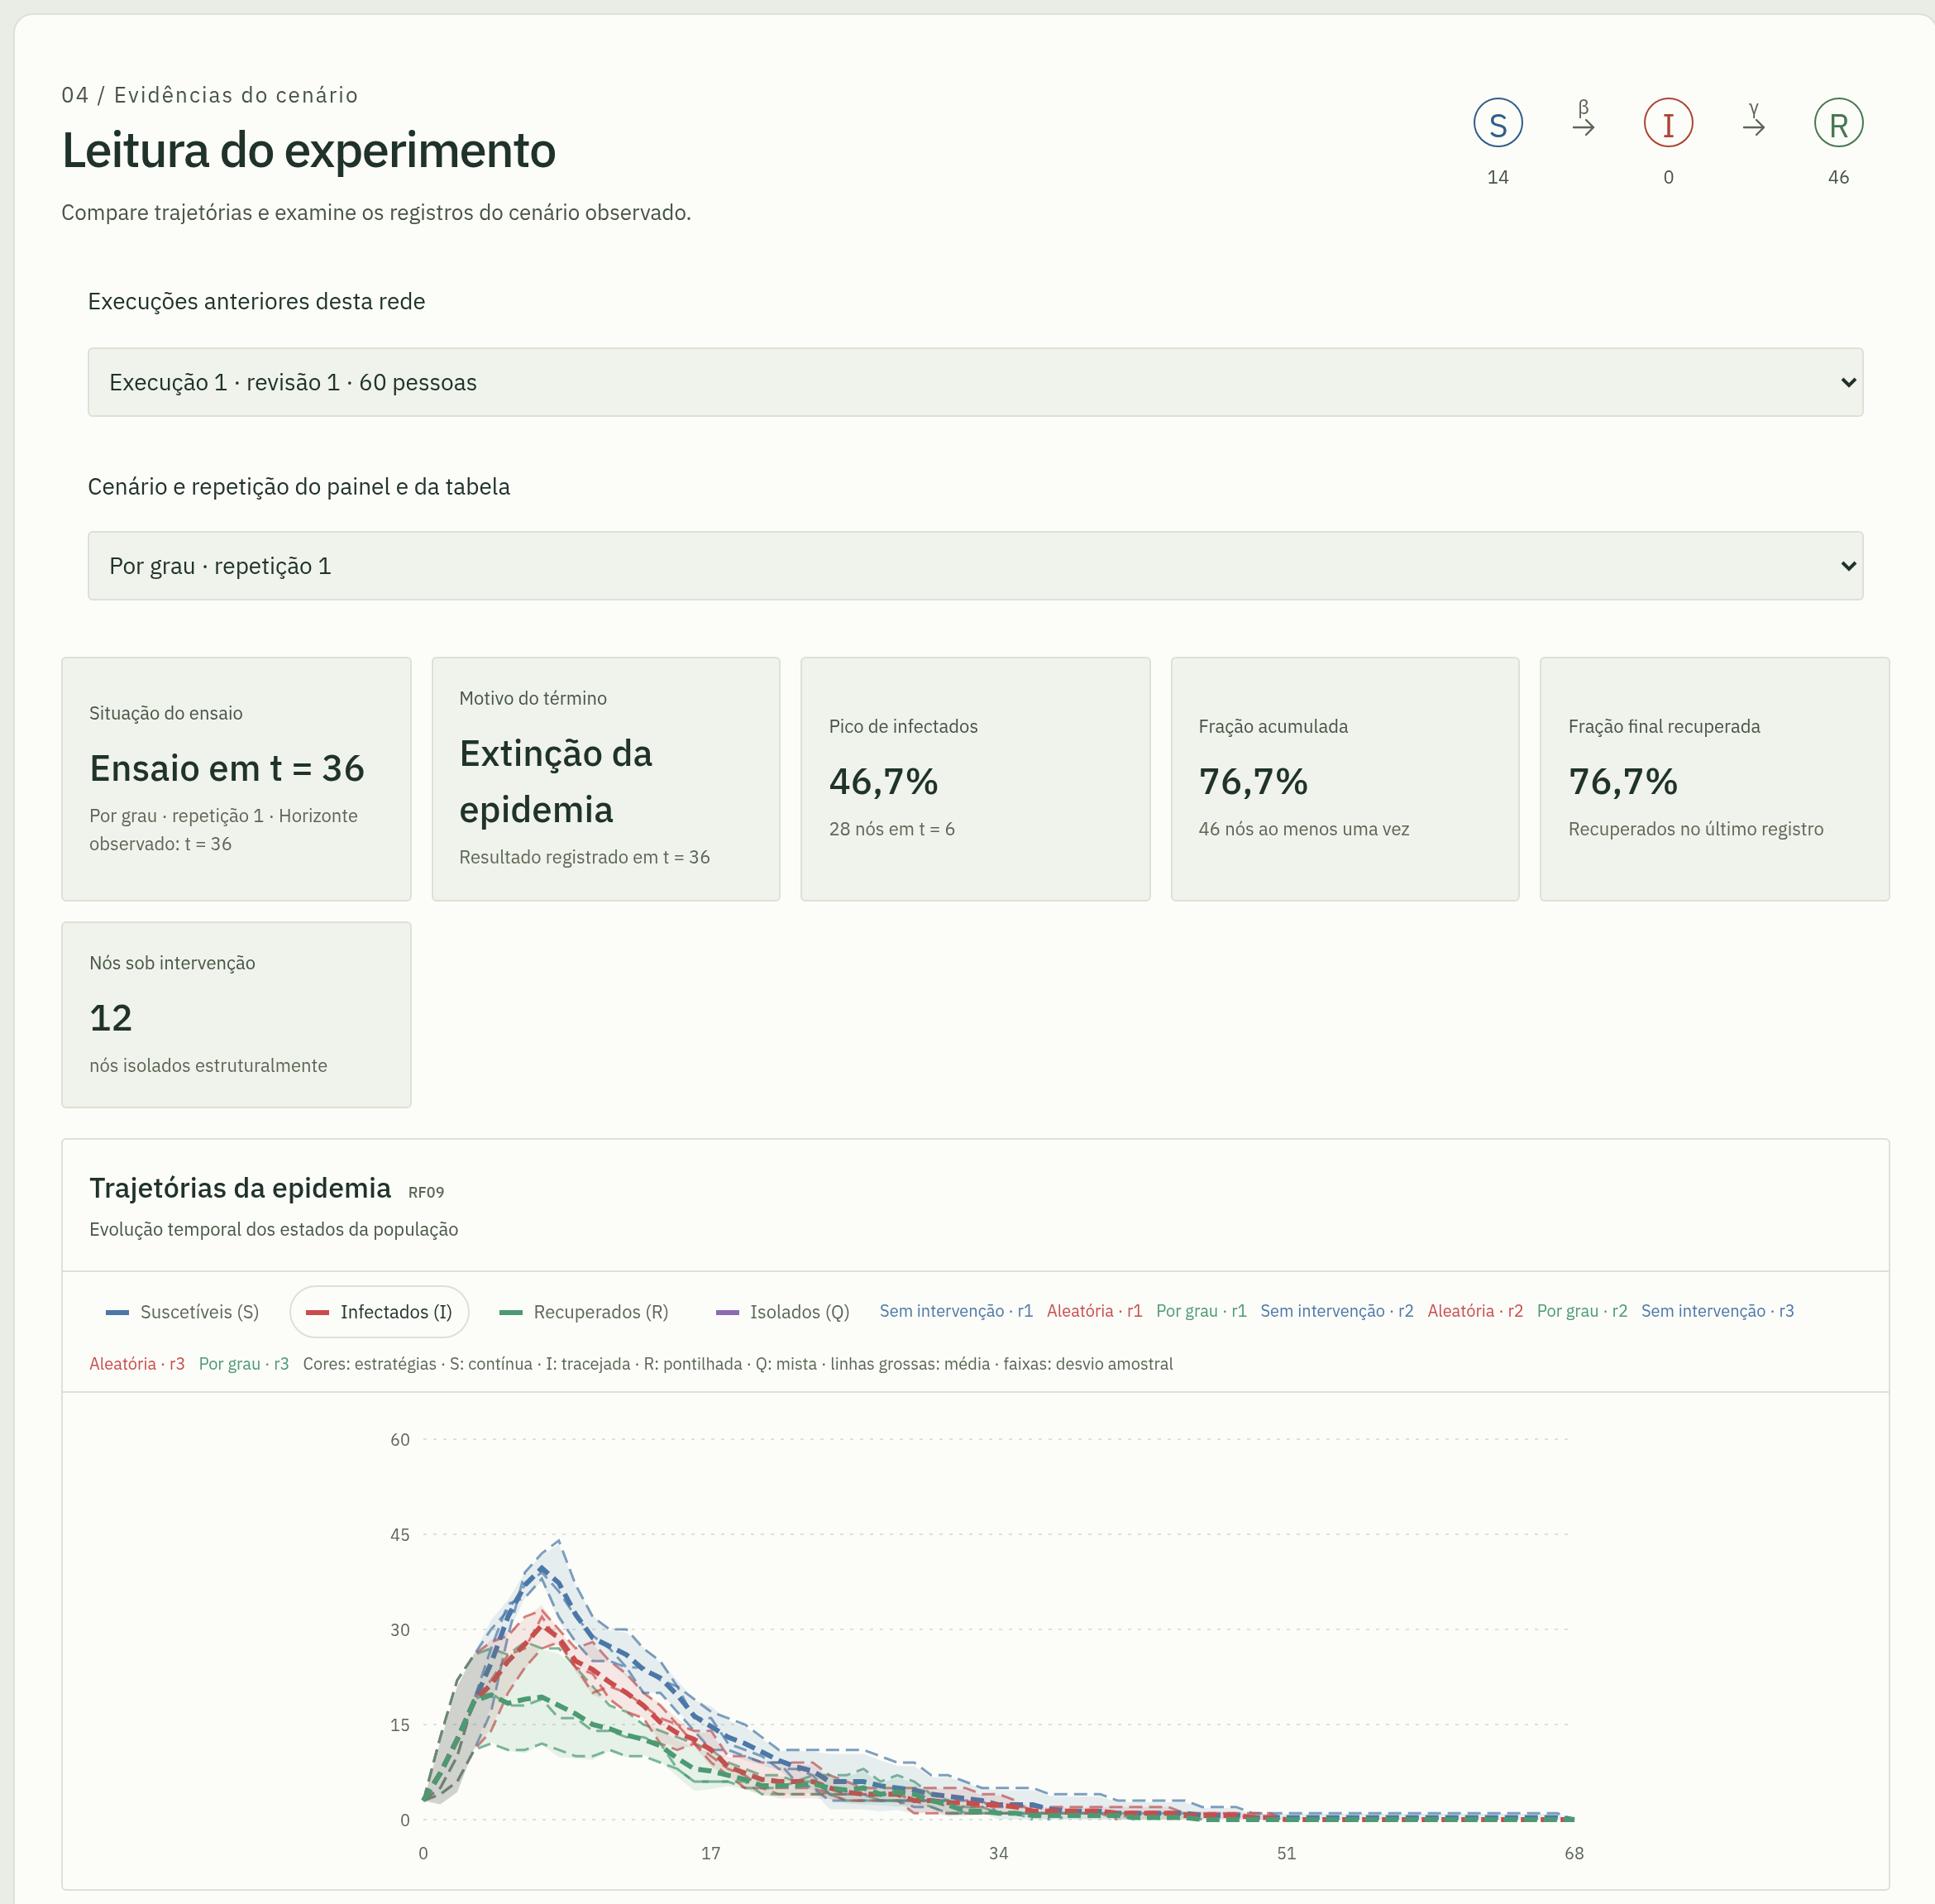 04 / Evidências do cenário
Leitura do experimento
Compare trajetórias e examine os registros do cenário observado.
S β → I γ → R
14 0 46
Execuções anteriores desta rede
Execução 1 · revisão 1 · 60 pessoas
Cenário e repetição do painel e da tabela
Por grau · repetição 1
Situação do ensaio
Ensaio em t = 36
Por grau · repetição 1 · Horizonte
observado: t = 36
Motivo do término
Extinção da
epidemia
Resultado registrado em t = 36
Pico de infectados
46,7%
28 nós em t = 6
Fração acumulada
76,7%
46 nós ao menos uma vez
Fração final recuperada
76,7%
Recuperados no último registro
Nós sob intervenção
12
nós isolados estruturalmente
Trajetórias da epidemia RF09
Evolução temporal dos estados da população
Suscetíveis (S) Infectados (I) Recuperados (R) Isolados (Q) Sem intervenção · r1 Aleatória · r1 Por grau · r1 Sem intervenção · r2 Aleatória · r2 Por grau · r2 Sem intervenção · r3
Aleatória · r3 Por grau · r3 Cores: estratégias · S: contínua · I: tracejada · R: pontilhada · Q: mista · linhas grossas: média · faixas: desvio amostral
60
45
30
15
0
0 17 34 51 68